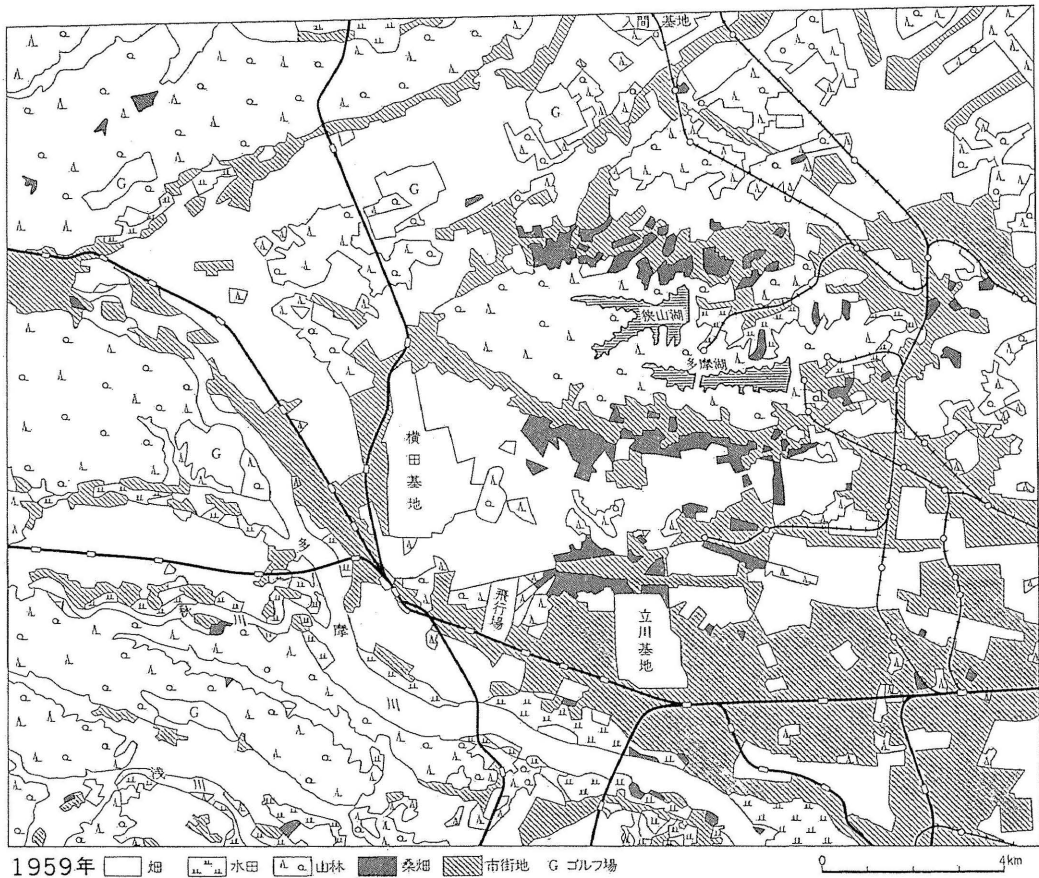 入間 基地
G
G
G
狭山湖
多摩湖
横田基地
G
多
摩
川
川
飛行場
立川基地
G
浅
川
1959年 畑 水田 山林 桑畑 市街地 G ゴルフ場
0 4km